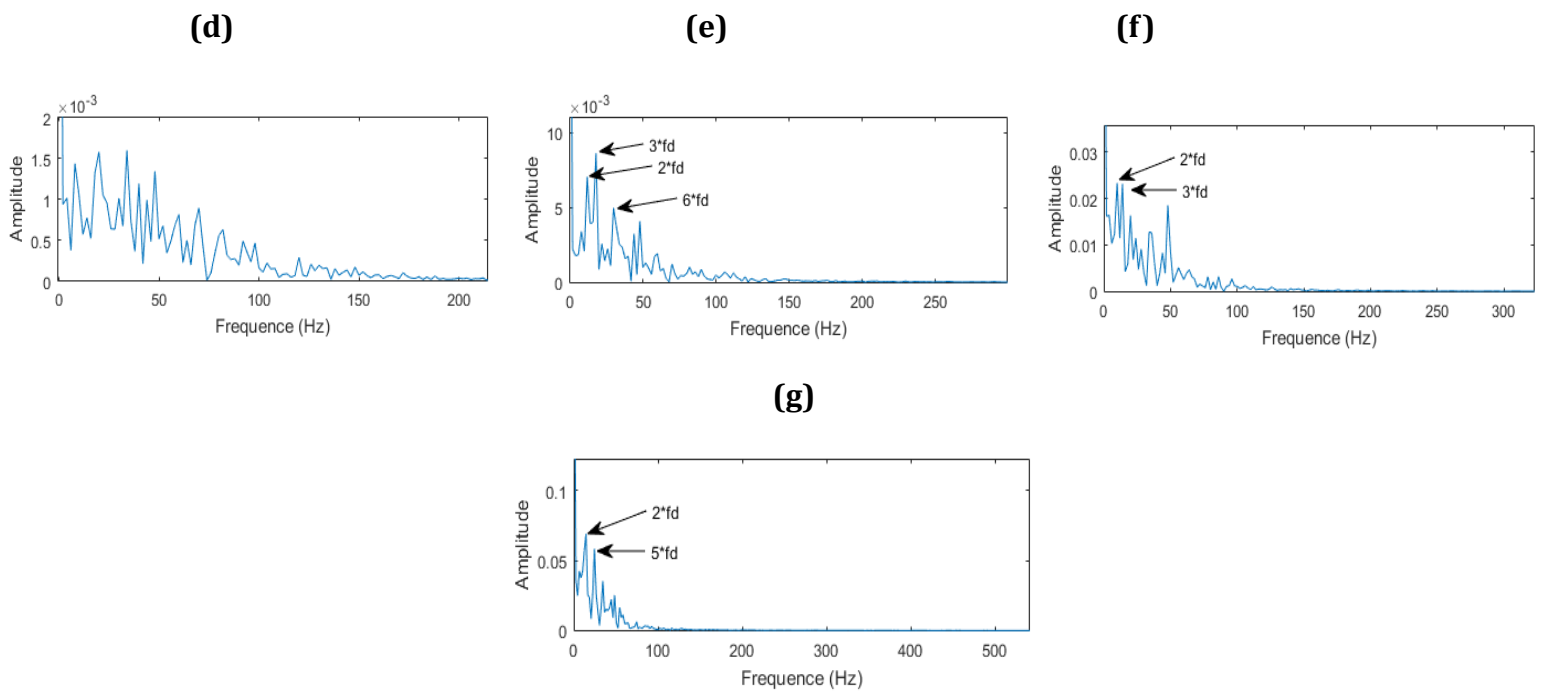 (d)
(e)
(f)
×10-3
2
1.5
1
0.5
0
0 50 100 150 200
Amplitude
Frequence (Hz)
×10-3
10
5
0
0 50 100 150 200 250
Amplitude
Frequence (Hz)
3*fd
2*fd
6*fd
0.03
0.02
0.01
0
0 50 100 150 200 250 300
Amplitude
Frequence (Hz)
2*fd
3*fd
(g)
0.1
0.05
0
0 100 200 300 400 500
Amplitude
Frequence (Hz)
2*fd
5*fd